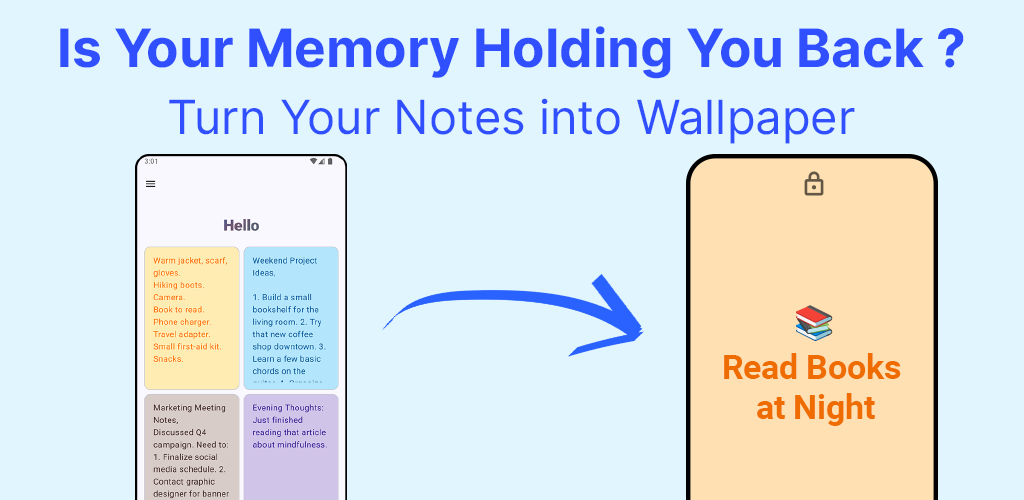 Is Your Memory Holding You Back ?
Turn Your Notes into Wallpaper
3:01
Hello
Warm jacket, scarf,
gloves.
Hiking boots.
Camera.
Book to read.
Phone charger.
Travel adapter.
Small first-aid kit.
Snacks.
Weekend Project
Ideas,
1. Build a small
bookshelf for the
living room. 2. Try
that new coffee
shop downtown. 3.
Learn a few basic
chords on the
Marketing Meeting
Notes,
Discussed Q4
campaign. Need to:
1. Finalize social
media schedule. 2.
Contact graphic
designer for banner
Evening Thoughts:
Just finished
reading that article
about mindfulness.
Read Books
at Night